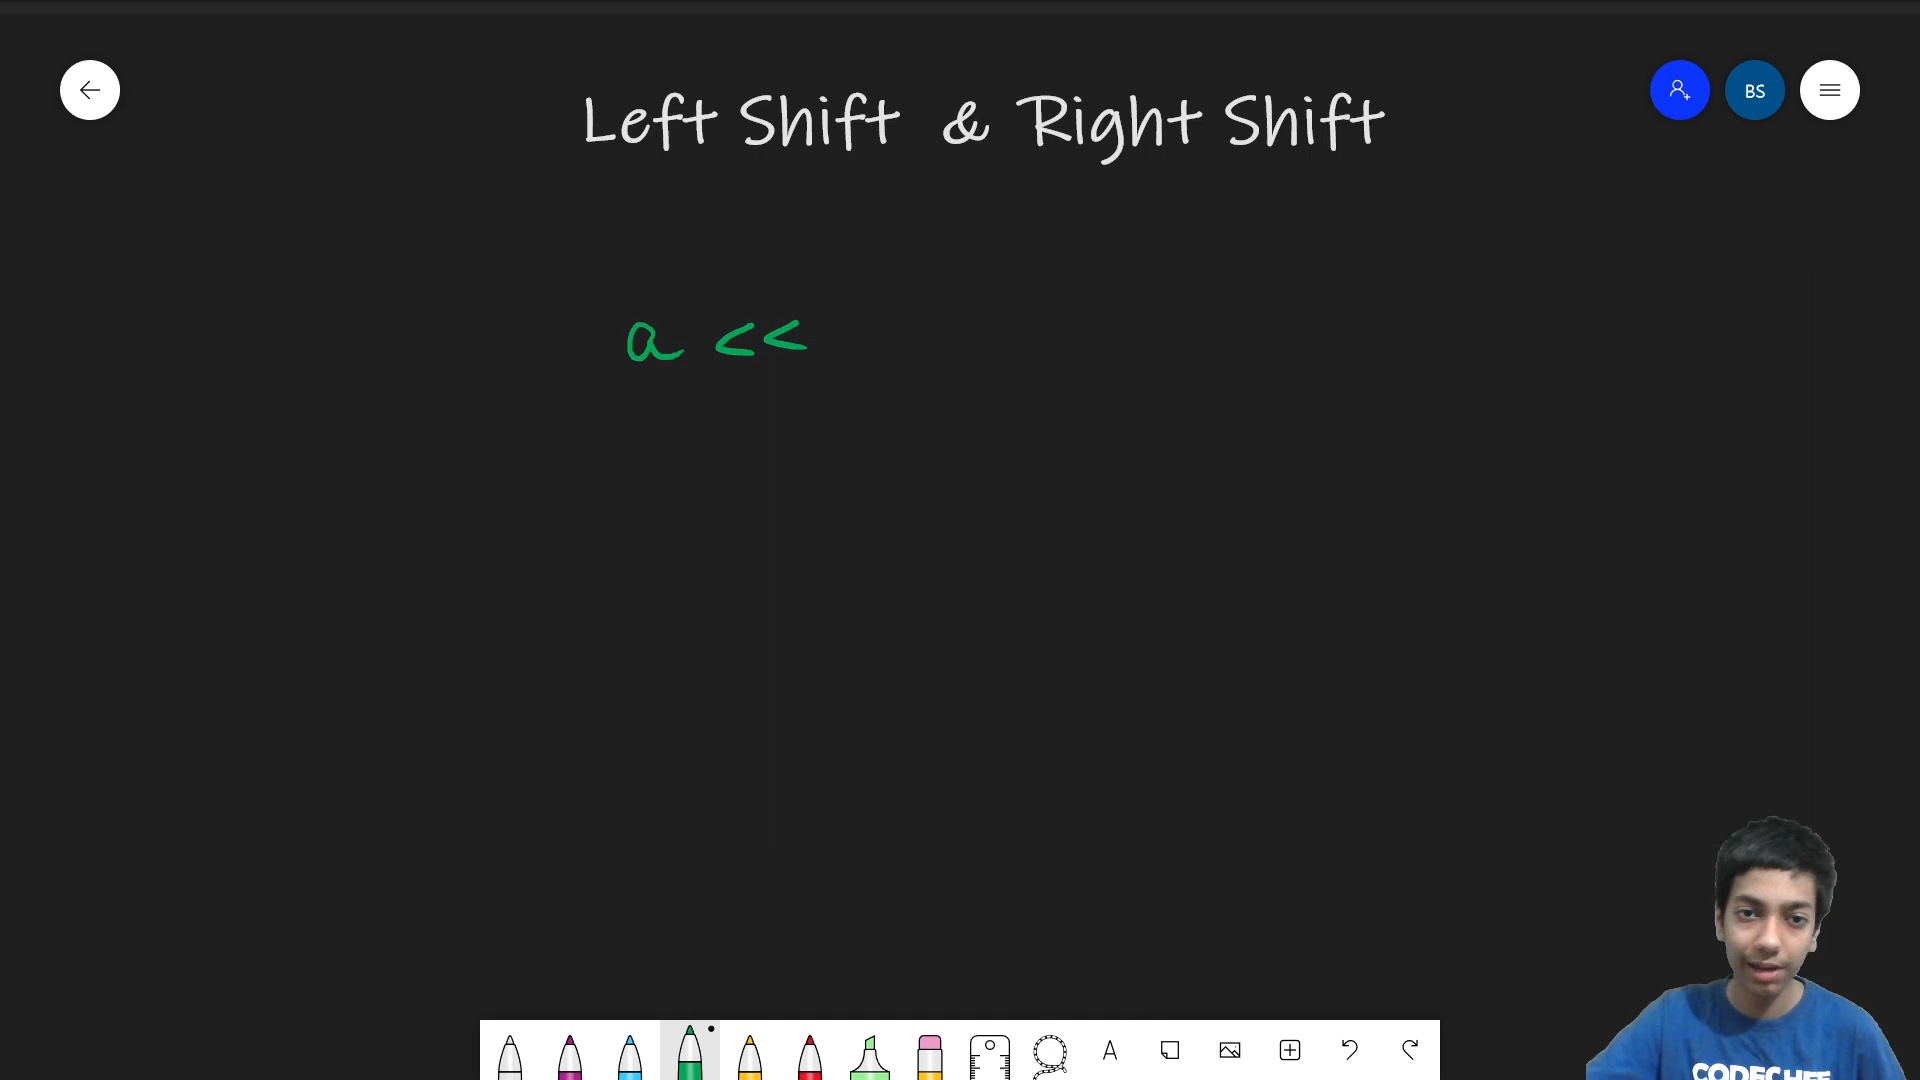 Left Shift & Right Shift
BS
a <<
A
CODECHEF